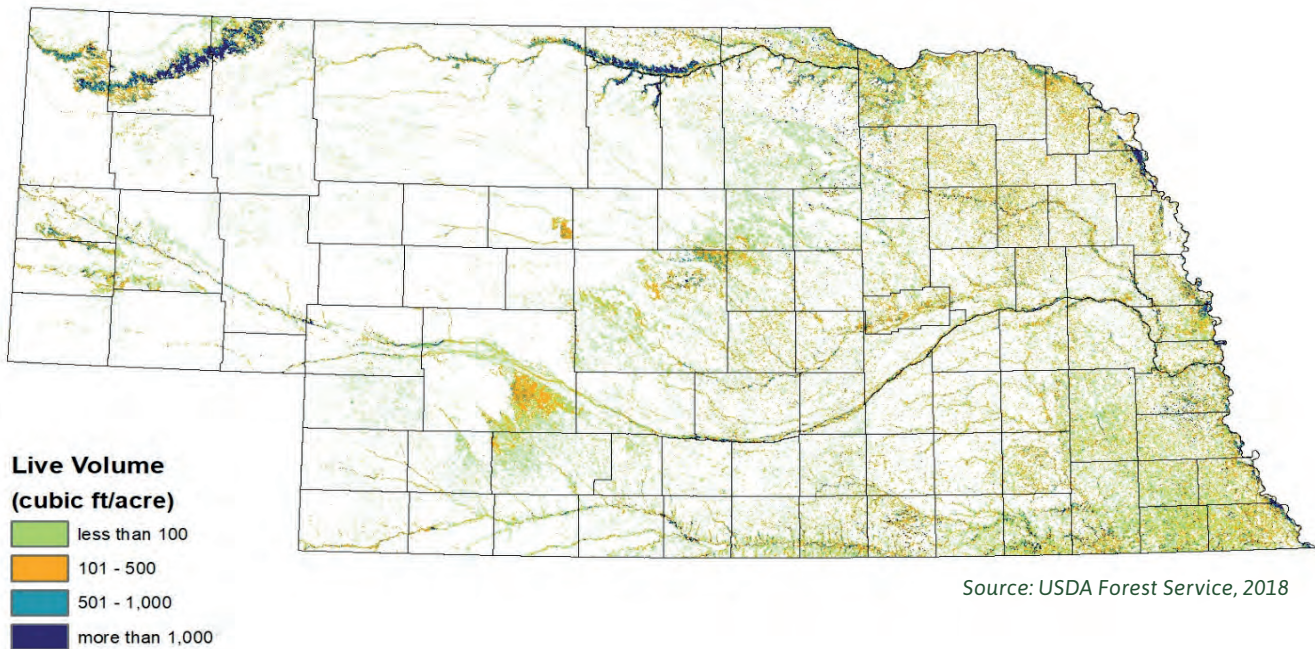 Live Volume
(cubic ft/acre)
less than 100
101 - 500
501 - 1,000
more than 1,000
Source: USDA Forest Service, 2018